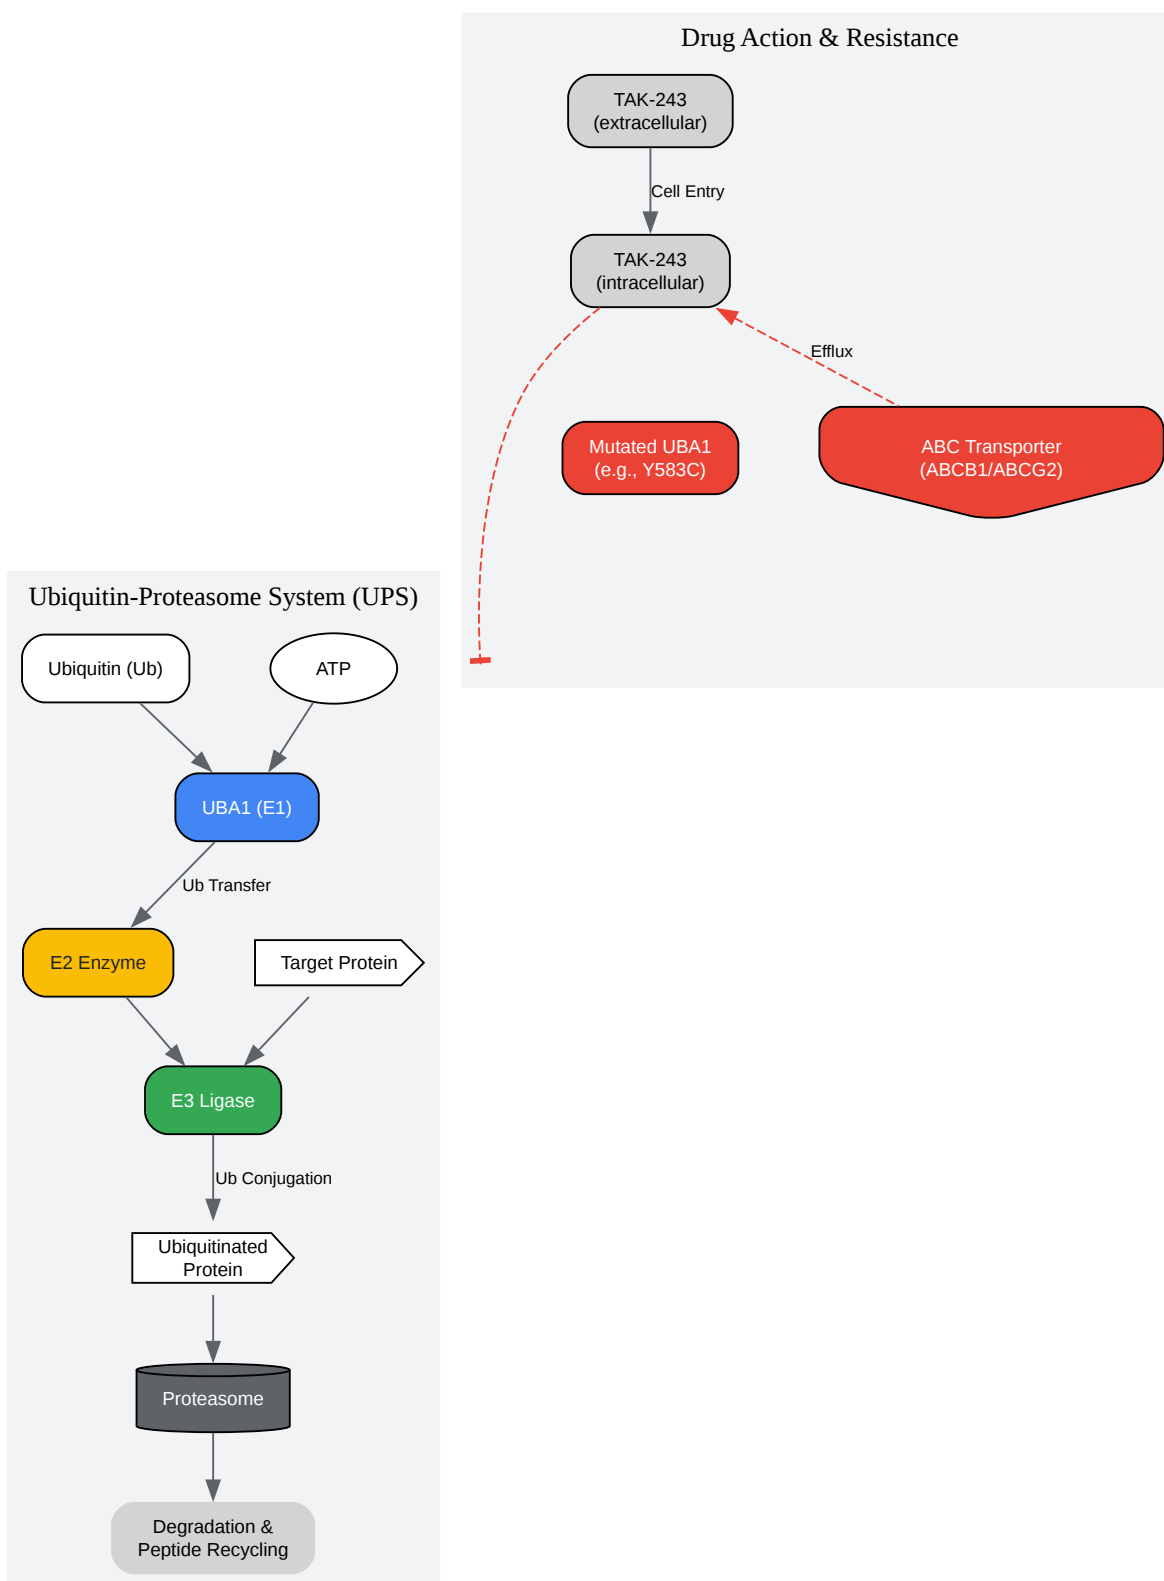 Drug Action & Resistance
TAK-243
(extracellular)
Cell Entry
TAK-243
(intracellular)
Efflux
Mutated UBA1
(e.g., Y583C)
ABC Transporter
(ABCB1/ABCG2)
Ubiquitin-Proteasome System (UPS)
Ubiquitin (Ub)
ATP
UBA1 (E1)
Ub Transfer
E2 Enzyme
Target Protein
E3 Ligase
Ub Conjugation
Ubiquitinated
Protein
Proteasome
Degradation &
Peptide Recycling